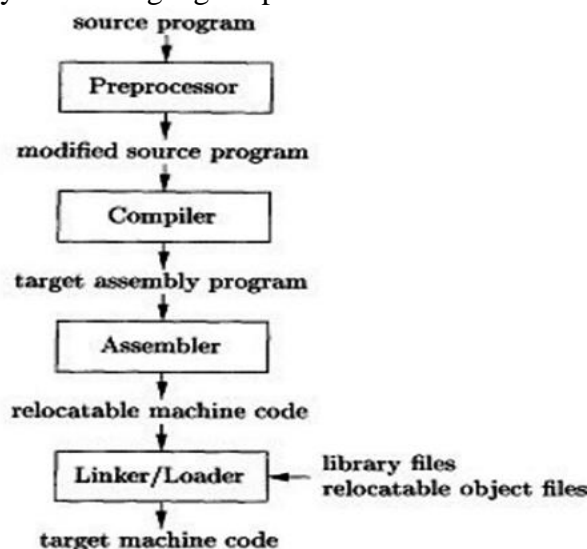 source program
Preprocessor
modified source program
Compiler
target assembly program
Assembler
relocatable machine code
Linker/Loader
library files
relocatable object files
target machine code